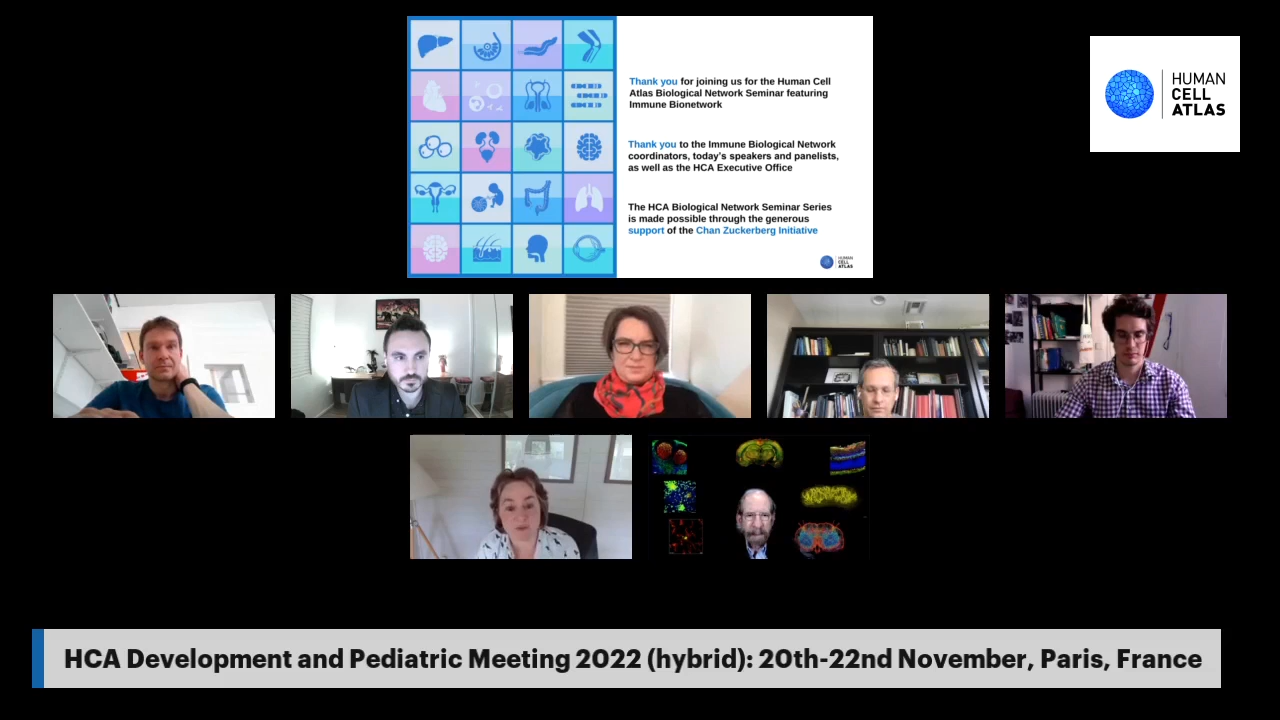 Thank you for joining us for the Human Cell
Atlas Biological Network Seminar featuring
Immune Bionetwork
Thank you to the Immune Biological Network
coordinators, today's speakers and panelists,
as well as the HCA Executive Office
The HCA Biological Network Seminar Series
is made possible through the generous
support of the Chan Zuckerberg Initiative
HUMAN
CELL
ATLAS
HUMAN
CELL
ATLAS
HCA Development and Pediatric Meeting 2022 (hybrid): 20th-22nd November, Paris, France